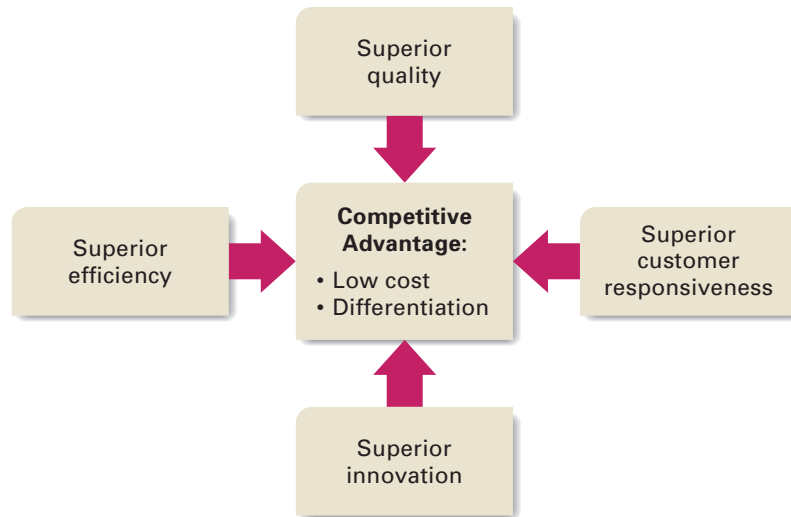 Superior
quality
Superior
efficiency
Competitive
Advantage:
• Low cost
• Differentiation
Superior
customer
responsiveness
Superior
innovation